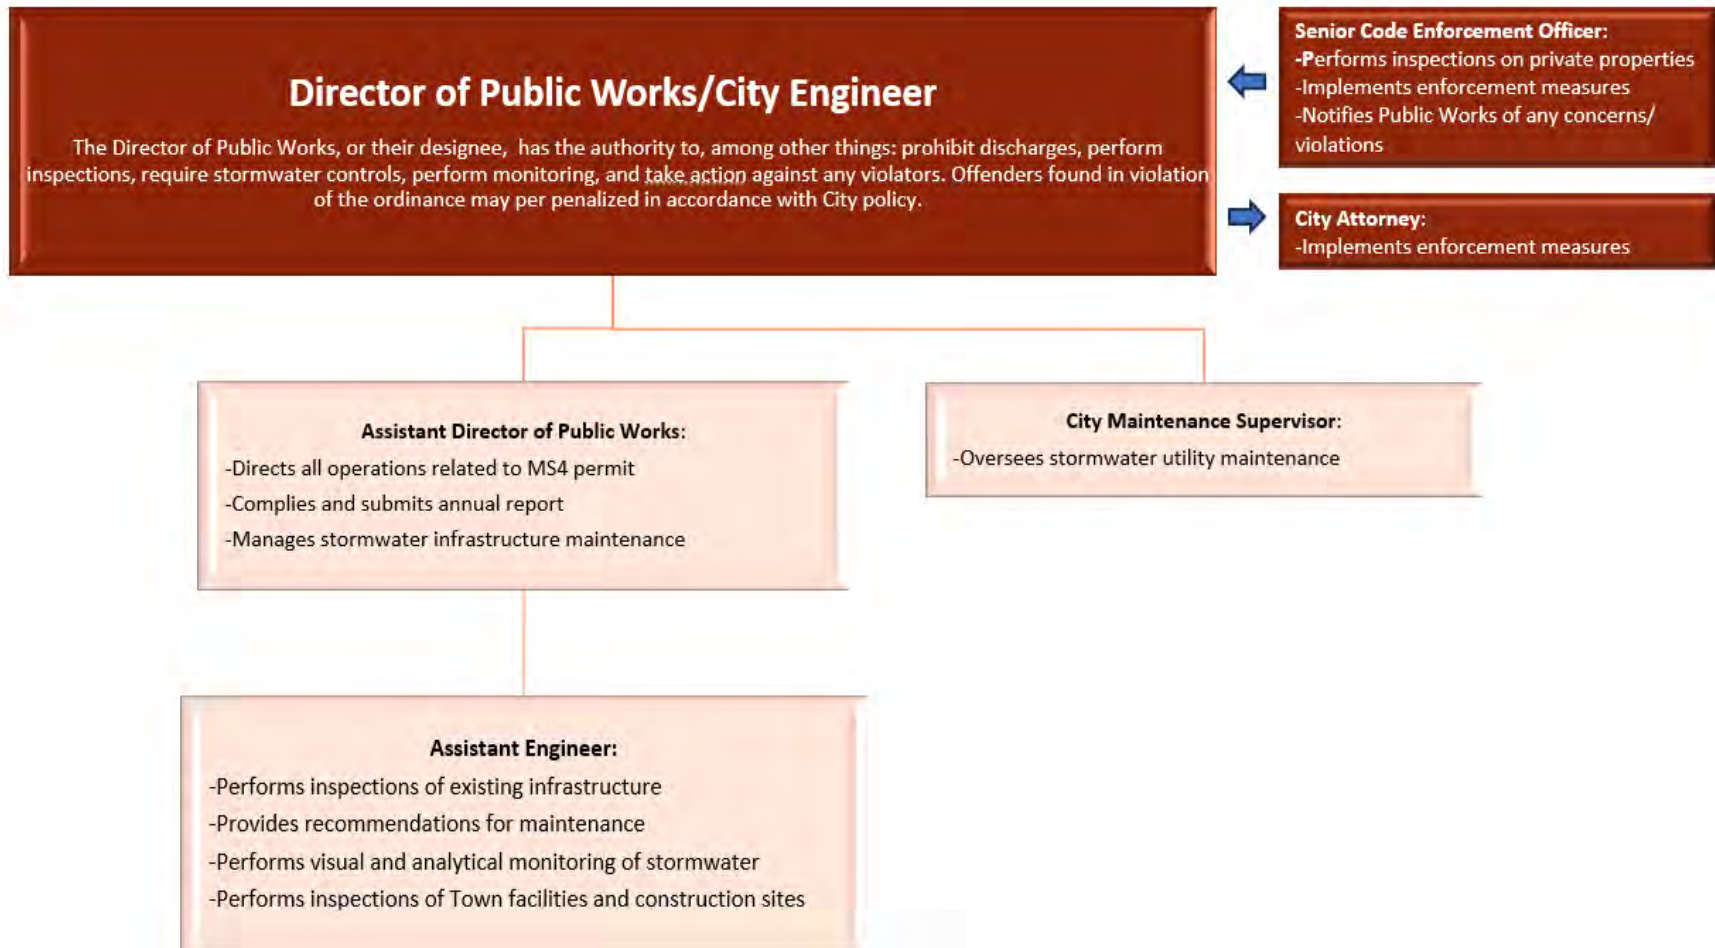 Director of Public Works/City Engineer
The Director of Public Works, or their designee, has the authority to, among other things: prohibit discharges, perform
inspections, require stormwater controls, perform monitoring, and take action against any violators. Offenders found in violation
of the ordinance may per penalized in accordance with City policy.
Senior Code Enforcement Officer:
-Performs inspections on private properties
-Implements enforcement measures
-Notifies Public Works of any concerns/
violations
City Attorney:
-Implements enforcement measures
Assistant Director of Public Works:
-Directs all operations related to MS4 permit
-Complies and submits annual report
-Manages stormwater infrastructure maintenance
City Maintenance Supervisor:
-Oversees stormwater utility maintenance
Assistant Engineer:
-Performs inspections of existing infrastructure
-Provides recommendations for maintenance
-Performs visual and analytical monitoring of stormwater
-Performs inspections of Town facilities and construction sites